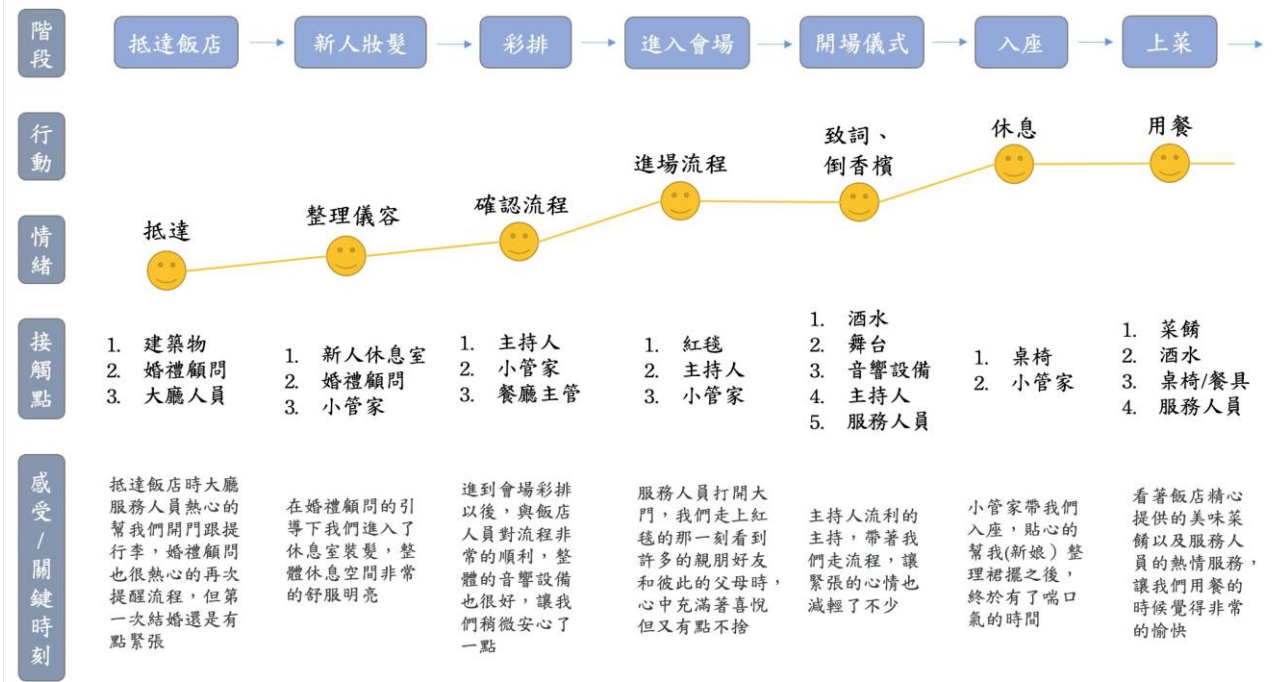 階段
抵達飯店
新人妝髮
彩排
進入會場
開場儀式
入座
上菜
行動
抵達
整理儀容
確認流程
進場流程
致詞、
倒香檳
休息
用餐
情緒
接觸點
1. 建築物
2. 婚禮顧問
3. 大廳人員
1. 新人休息室
2. 婚禮顧問
3. 小管家
1. 主持人
2. 小管家
3. 餐廳主管
1. 紅毯
2. 主持人
3. 小管家
1. 酒水
2. 舞台
3. 音響設備
4. 主持人
5. 服務人員
1. 桌椅
2. 小管家
1. 菜餚
2. 酒水
3. 桌椅/餐具
4. 服務人員
感受/關鍵時刻
抵達飯店時大廳
服務人員熱心的
幫我們開門跟提
行李，婚禮顧問
也很熱心的再次
提醒流程，但第
一次結婚還是有
點緊張
在婚禮顧問的引
導下我們進入了
休息室裝髮，整
體休息空間非常
的舒服明亮
進到會場彩排
以後，與飯店
人員對流程非
常的順利，整
體的音響設備
也很好，讓我
們稍微安心了
一點
服務人員打開大
門，我們走上紅
毯的那一刻看到
許多的親朋好友
和彼此的父母時，
心中充滿著喜悅
但又有點不捨
主持人流利的
主持，帶著我
們走流程，讓
緊張的心情也
減輕了不少
小管家帶我們
入座，貼心的
幫我(新娘）整
理裙擺之後，
終於有了喘口
氣的時間
看著飯店精心
提供的美味菜
餚以及服務人
員的熱情服務，
讓我們用餐的
時候覺得非常
的愉快